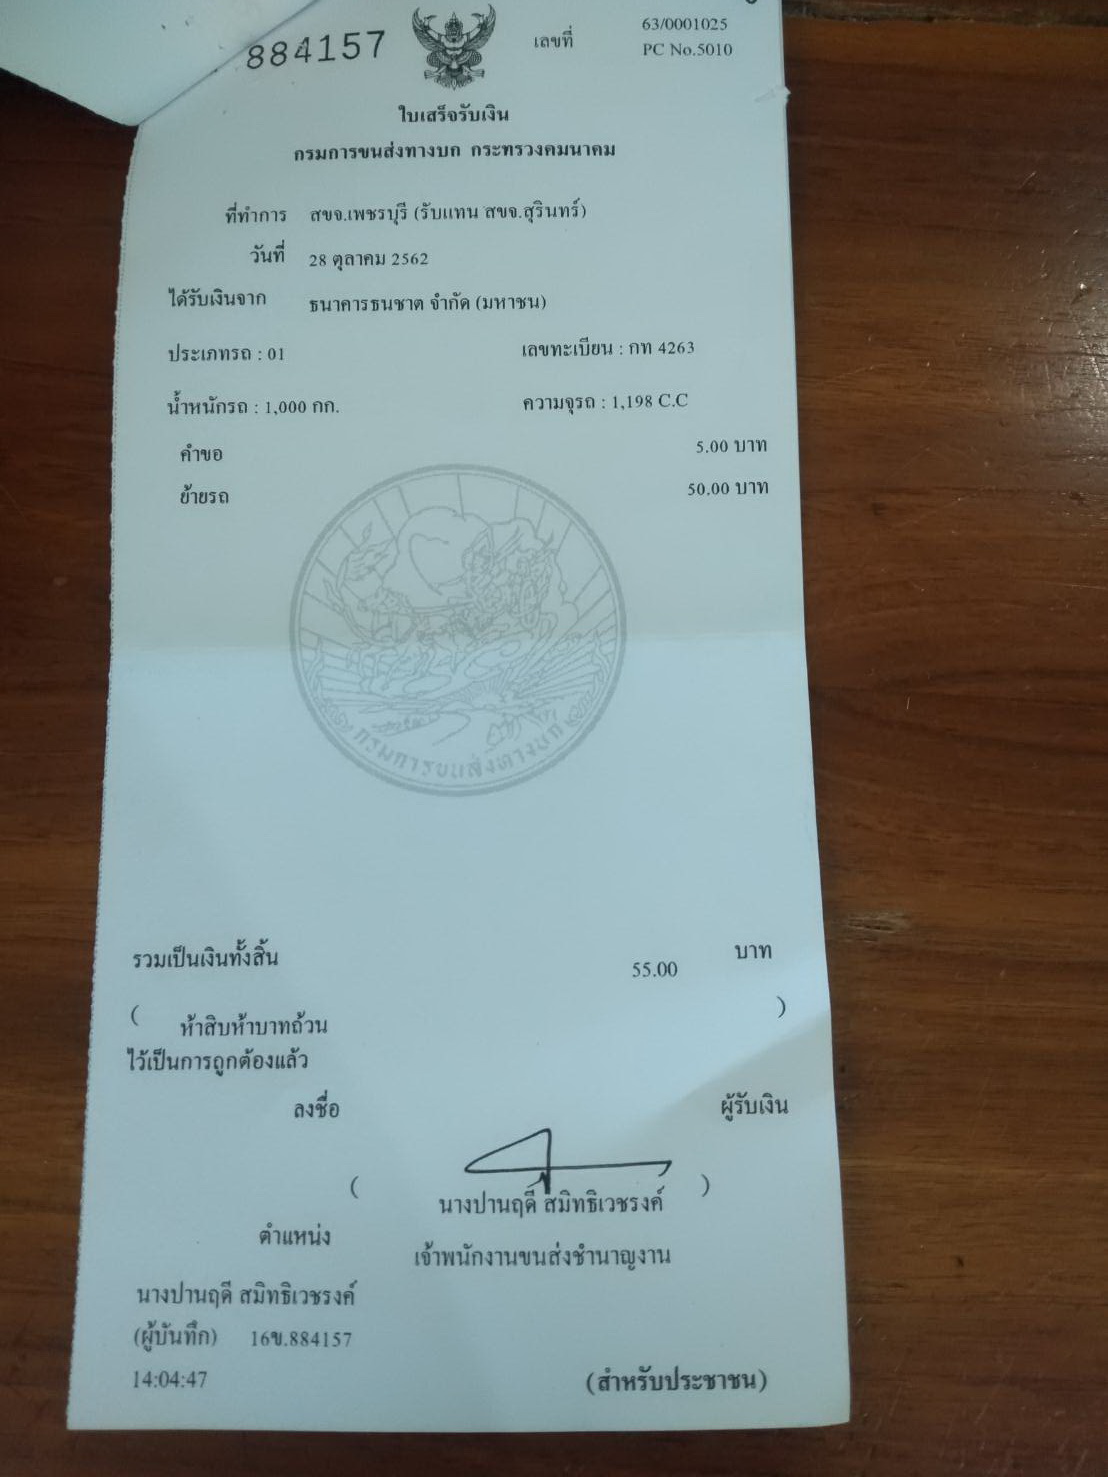 884157
เลขที่ 63/0001025
PC No.5010
ใบเสร็จรับเงิน
กรมการขนส่งทางบก กระทรวงคมนาคม
ที่ทำการ สขจ.เพชรบุรี (รับแทน สขจ.สุรินทร์)
วันที่ 28 ตุลาคม 2562
ได้รับเงินจาก ธนาคารธนชาต จำกัด (มหาชน)
ประเภทรถ : 01 เลขทะเบียน : กท 4263
น้ำหนักรถ : 1,000 กก. ความจุรถ : 1,198 C.C
คำขอ 5.00 บาท
ย้ายรถ 50.00 บาท
กรมการขนส่งทางบก
รวมเป็นเงินทั้งสิ้น 55.00 บาท
( ห้าสิบห้าบาทถ้วน )
ไว้เป็นการถูกต้องแล้ว
ลงชื่อ ผู้รับเงิน
( นางปานฤดี สมิทธิเวชรงค์ )
ตำแหน่ง เจ้าพนักงานขนส่งชำนาญงาน
นางปานฤดี สมิทธิเวชรงค์
(ผู้บันทึก) 16ข.884157
14:04:47 (สำหรับประชาชน)